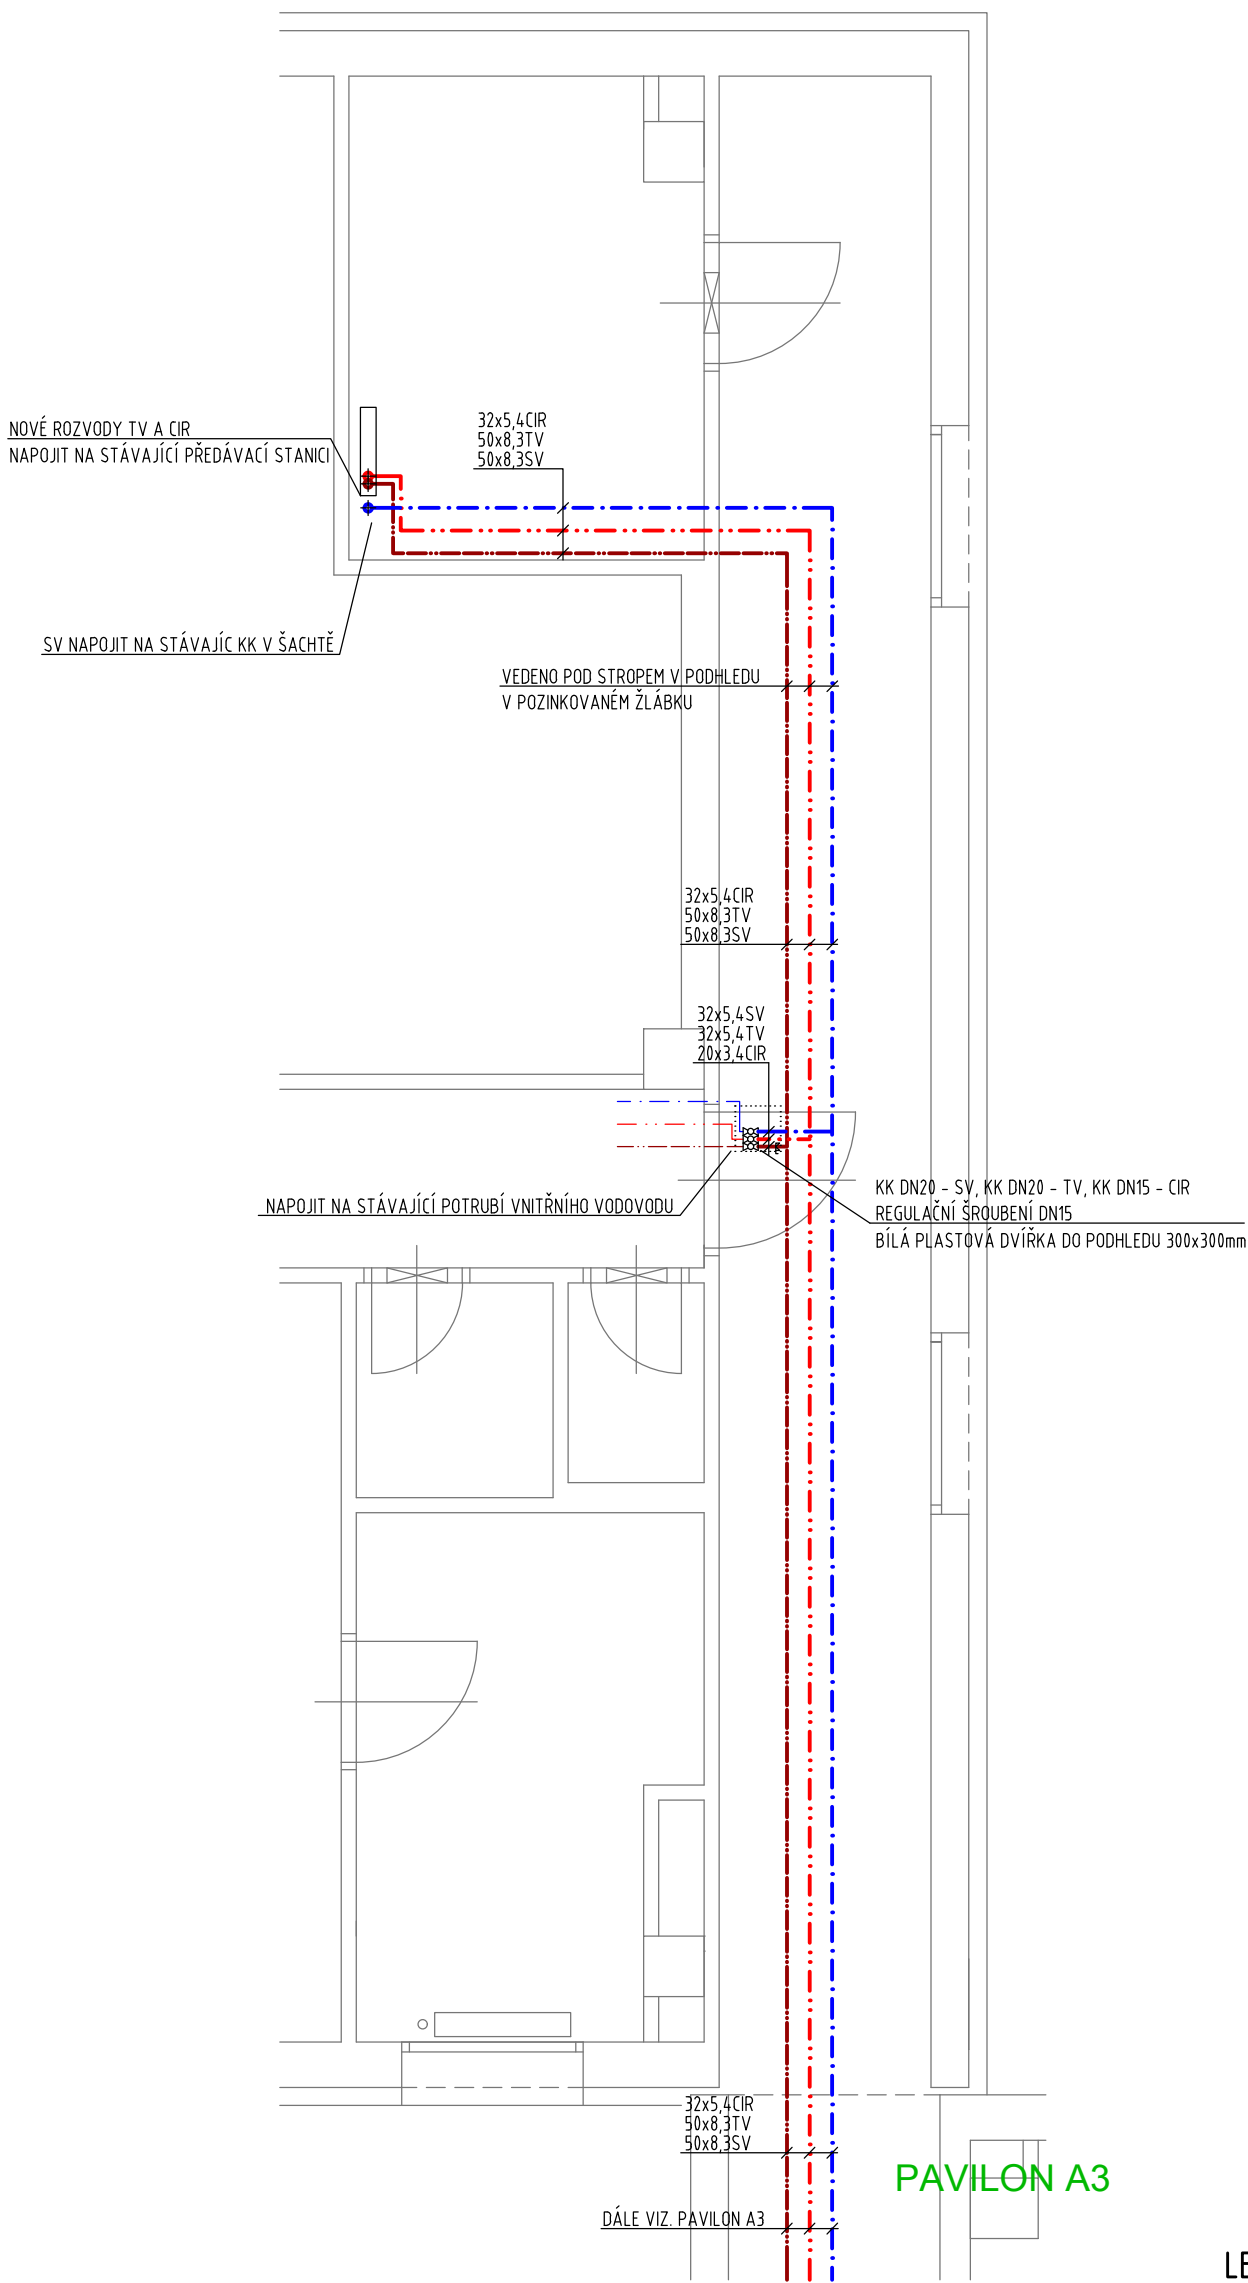 NOVÉ ROZVODY TV A CIR
NAPOJIT NA STÁVAJÍCÍ PŘEDÁVACÍ STANICI
32x5,4CIR
50x8,3TV
50x8,3SV
SV NAPOJIT NA STÁVAJÍC KK V ŠACHTĚ
VEDENO POD STROPEM V PODHLEDU
V POZINKOVANÉM ŽLÁBKU
32x5,4CIR
50x8,3TV
50x8,3SV
32x5,4SV
32x5,4TV
20x3,4CIR
NAPOJIT NA STÁVAJÍCÍ POTRUBÍ VNITŘNÍHO VODOVODU
KK DN20 - SV, KK DN20 - TV, KK DN15 - CIR
REGULAČNÍ ŠROUBENÍ DN15
BÍLÁ PLASTOVÁ DVÍŘKA DO PODHLEDU 300x300mm
32x5,4CIR
50x8,3TV
50x8,3SV
PAVILON A3
DÁLE VIZ. PAVILON A3